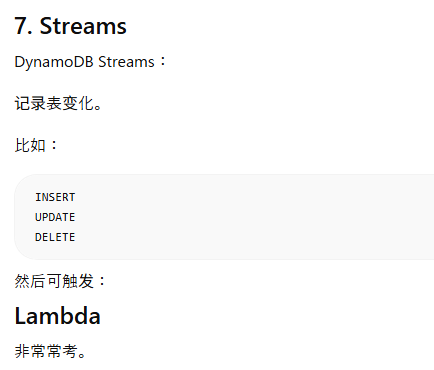 7. Streams
DynamoDB Streams：
记录表变化。
比如：
INSERT
UPDATE
DELETE
然后可触发：
Lambda
非常常考。